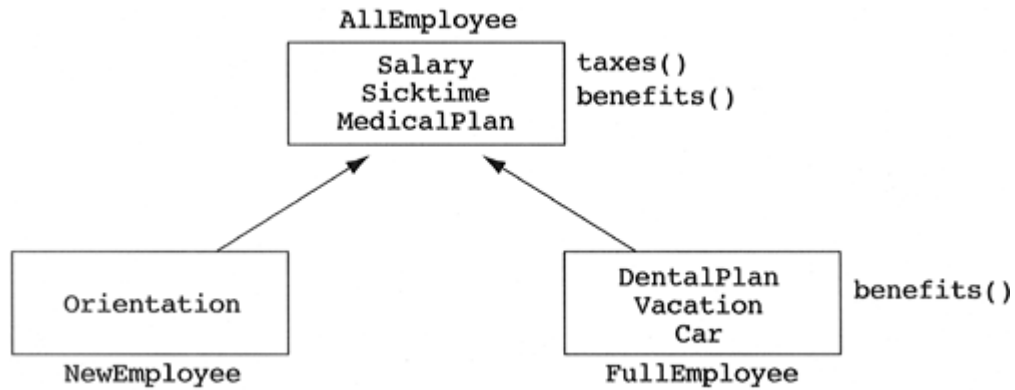 AllEmployee
Salary
Sicktime
MedicalPlan
taxes()
benefits()
Orientation
NewEmployee
DentalPlan
Vacation
Car
benefits()
FullEmployee